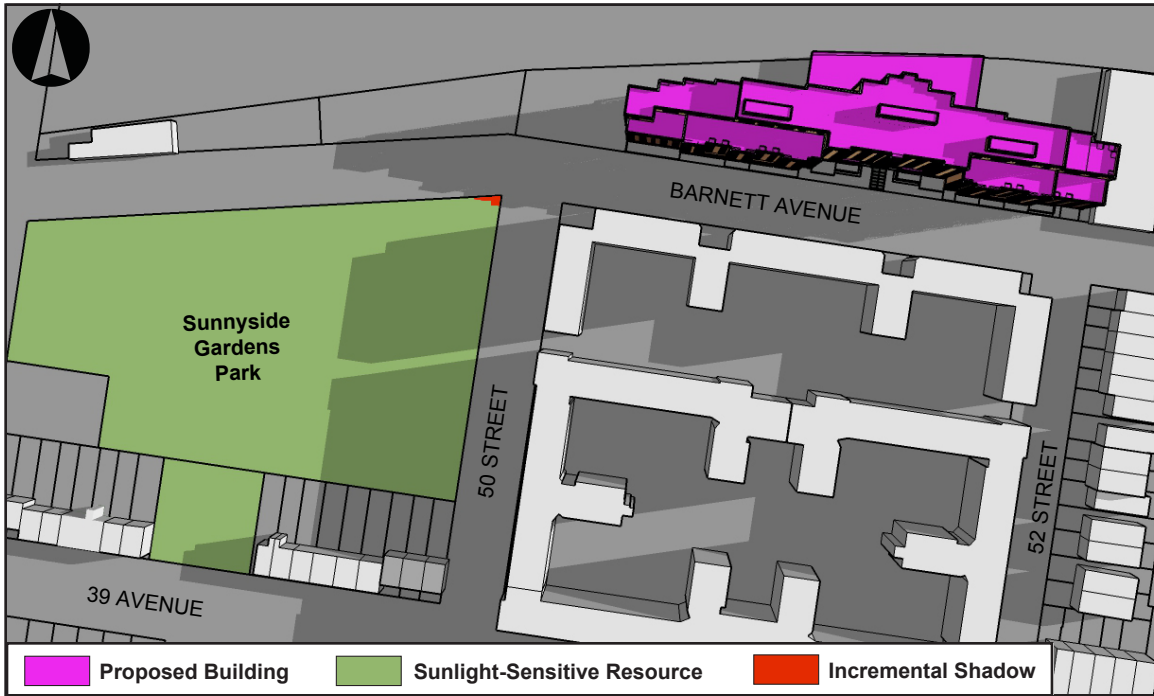 BARNETT AVENUE
Sunnyside
Gardens
Park
50 STREET
52 STREET
39 AVENUE
Proposed Building
Sunlight-Sensitive Resource
Incremental Shadow